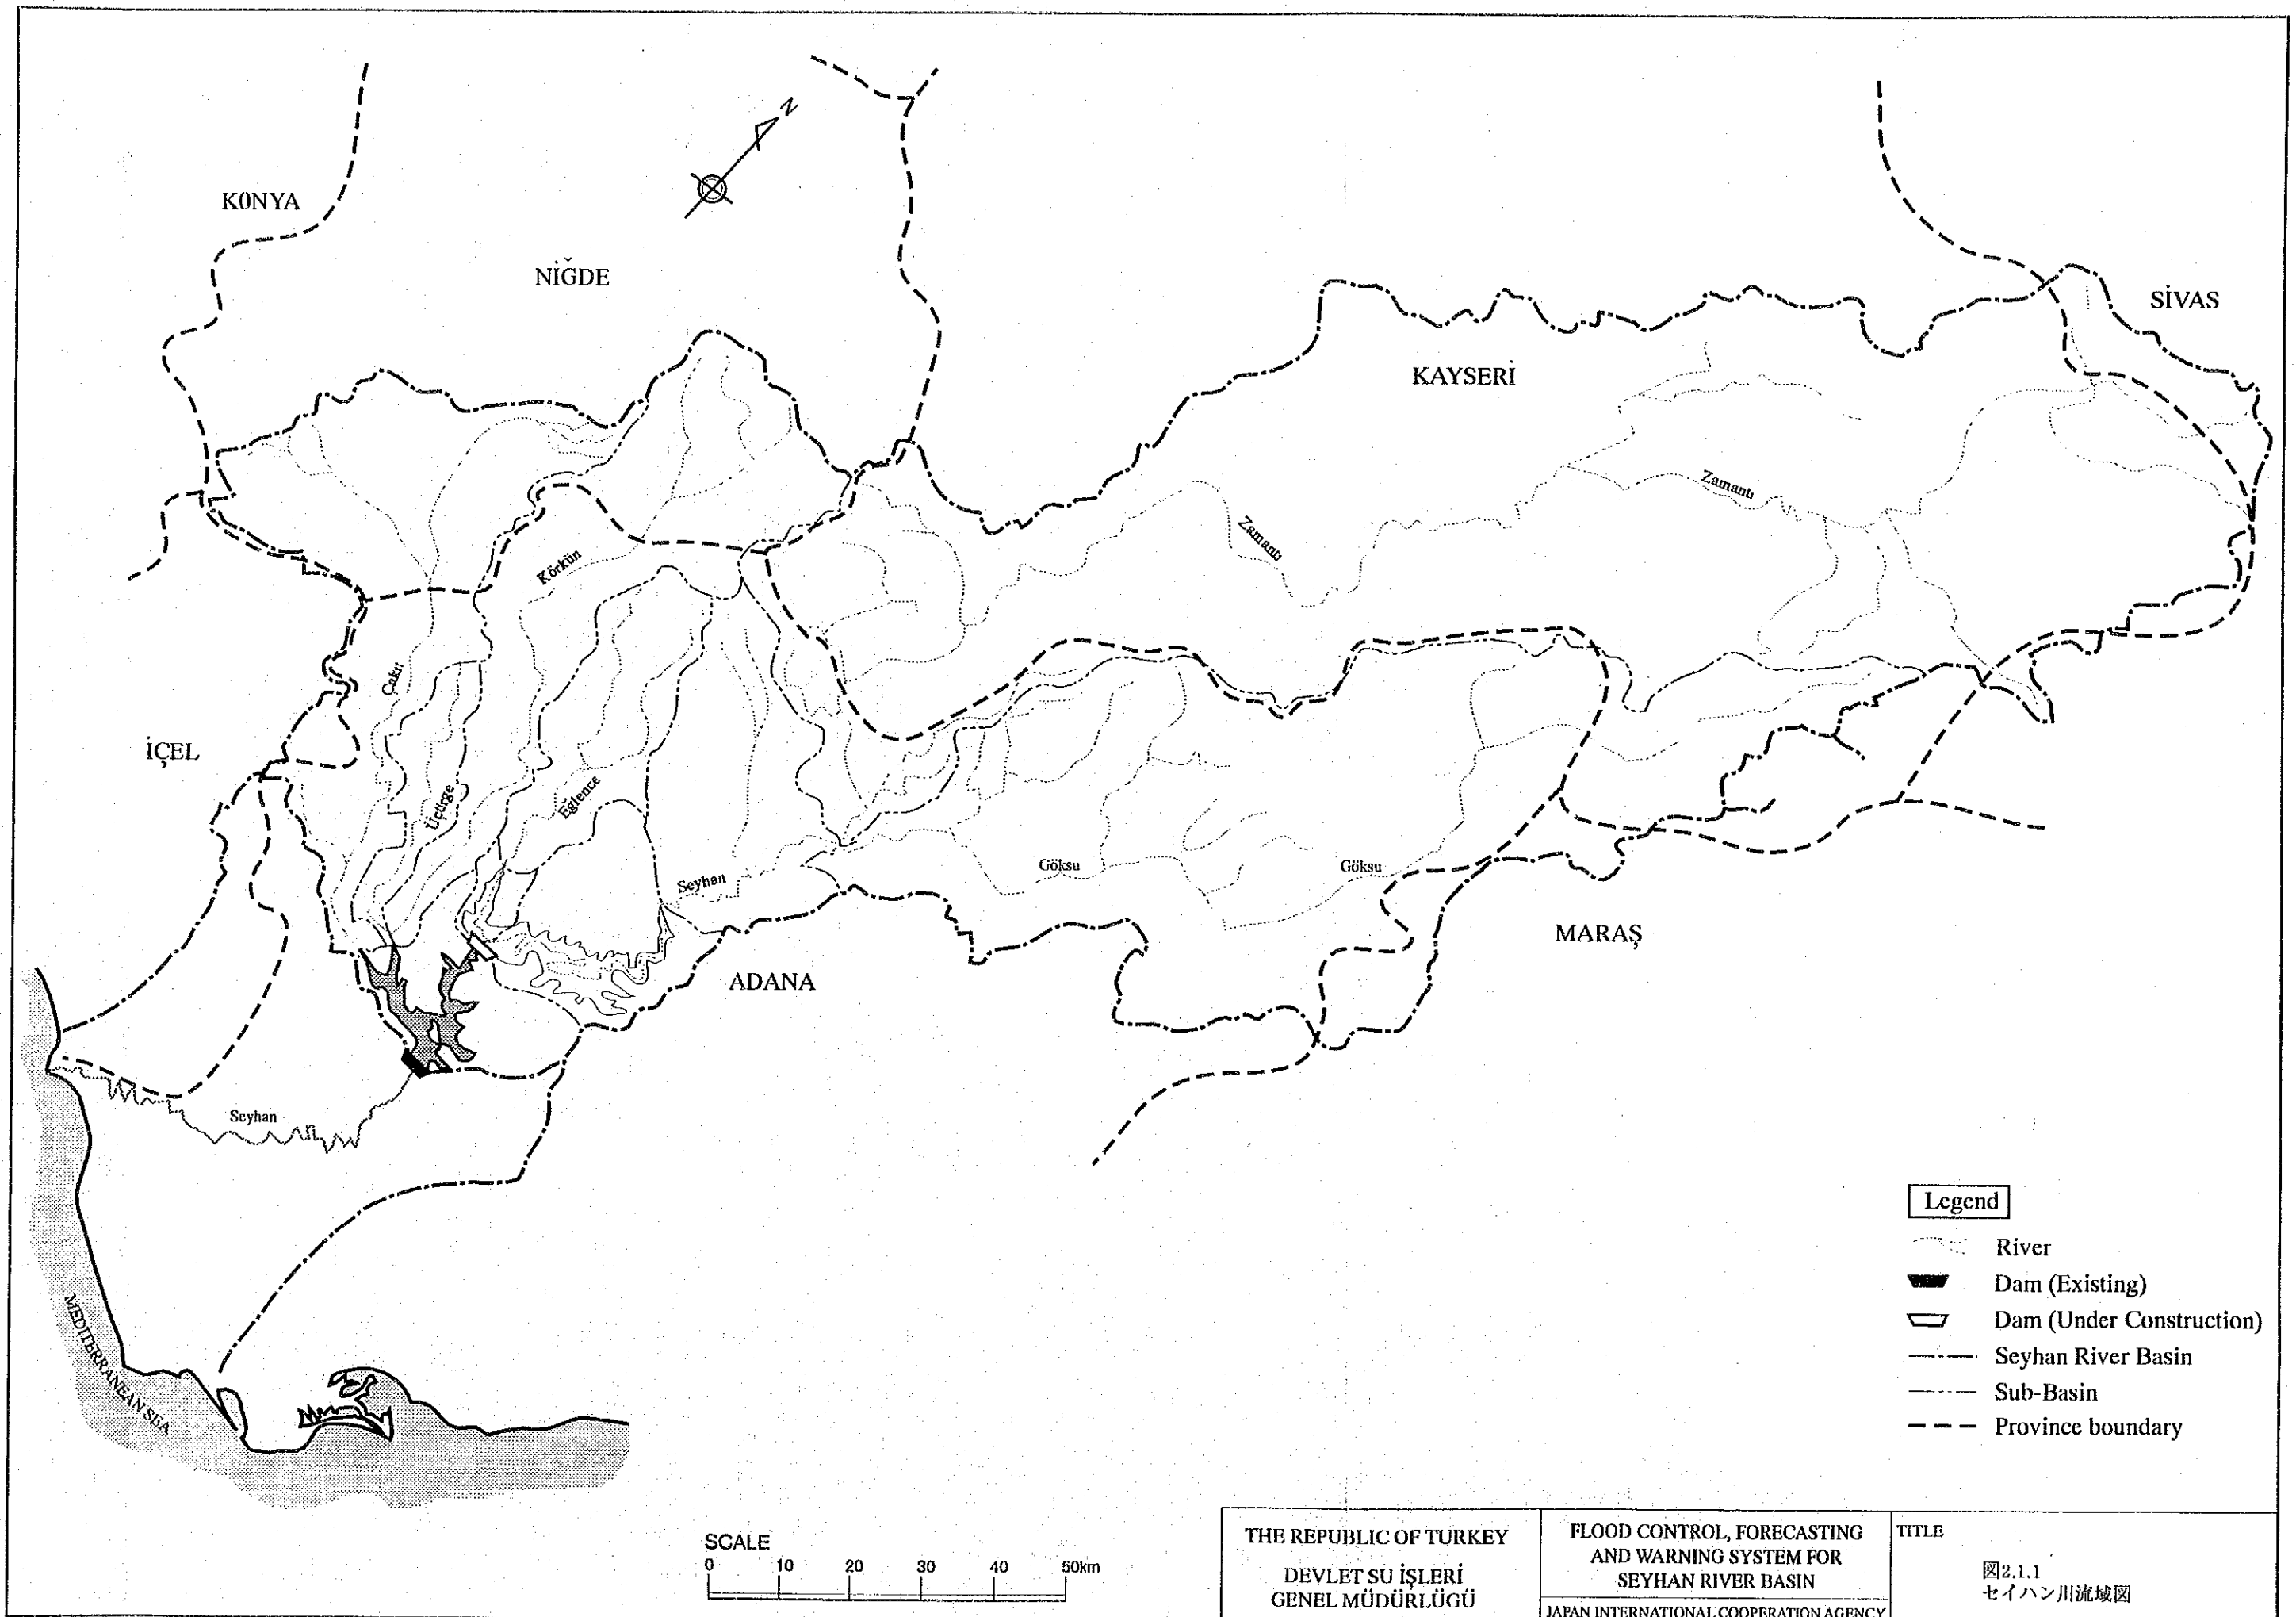 N
KONYA
NİĞDE
SİVAS
KAYSERİ
Zamantı
Zamantı
Körkün
Çakıt
İÇEL
Üçürge
Eğlence
Seyhan
Göksu
Göksu
MARAŞ
ADANA
Seyhan
MEDITERRANEAN SEA
Legend
River
Dam (Existing)
Dam (Under Construction)
Seyhan River Basin
Sub-Basin
Province boundary
SCALE
0 10 20 30 40 50km
THE REPUBLIC OF TURKEY
DEVLET SU İŞLERİ
GENEL MÜDÜRLÜGÜ
FLOOD CONTROL, FORECASTING
AND WARNING SYSTEM FOR
SEYHAN RIVER BASIN
JAPAN INTERNATIONAL COOPERATION AGENCY
TITLE
図2.1.1
セイハン川流域図